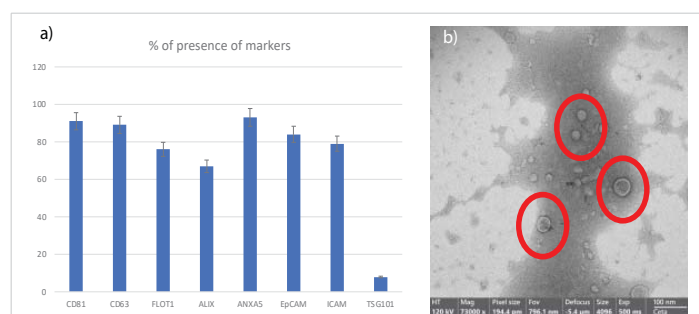 a)
% of presence of markers
120
100
80
60
40
20
0
CD81 CD63 FLOT1 ALIX ANXA5 EpCAM ICAM TSG101
b)
HT Mag Pixel size Fov Defocus Size Exp 100 nm
120 kV 73000 x 194.4 pm 796.1 nm -5.4 µm 4096 500 ms Ceta